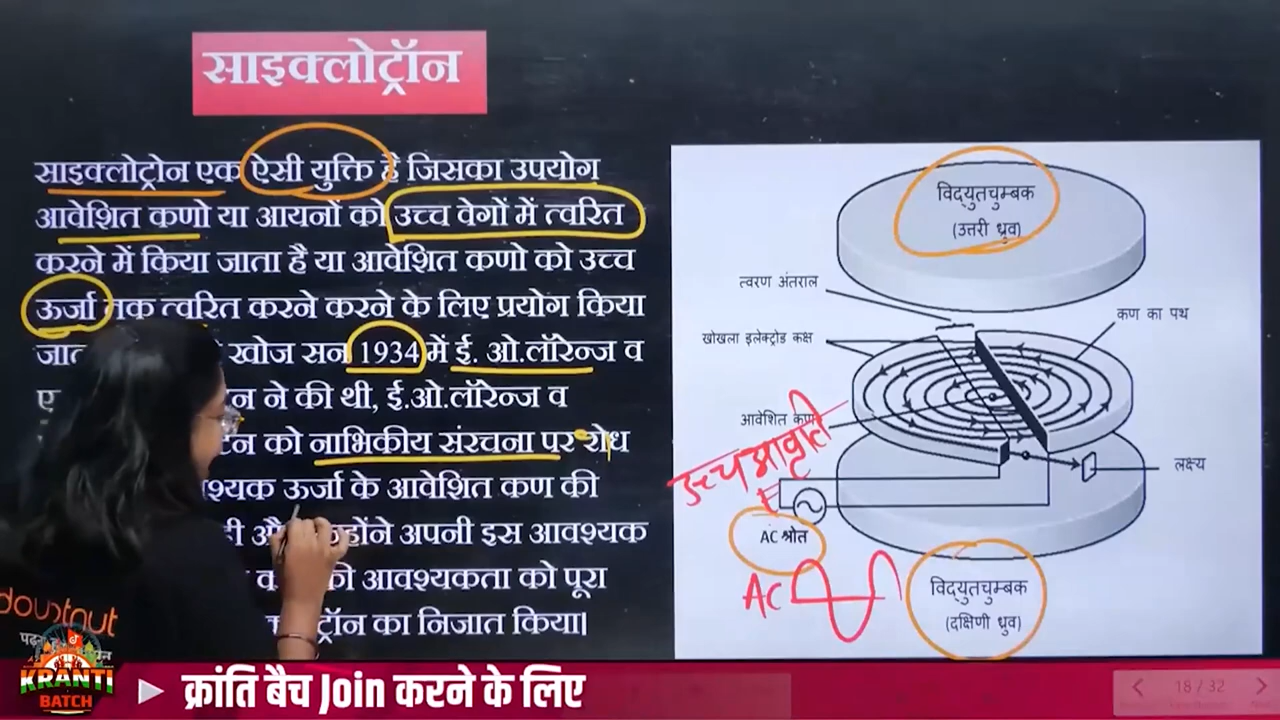 साइक्लोट्रॉन
साइक्लोट्रोन एक ऐसी युक्ति है जिसका उपयोग
आवेशित कणो या आयनों को उच्च वेगों में त्वरित
करने में किया जाता है या आवेशित कणो को उच्च
ऊर्जा तक त्वरित करने करने के लिए प्रयोग किया
खोज सन 1934 में ई. ओ.लॉरेन्ज व
ने की थी, ई.ओ.लॉरेन्ज व
को नाभिकीय संरचना पर रोध
ऊर्जा के आवेशित कण की
अपनी इस आवश्यक
आवश्यकता को पूरा
का निजात किया।
विद्युतचुम्बक
(उत्तरी ध्रुव)
त्वरण अंतराल
कण का पथ
खोखला इलेक्ट्रोड कक्ष
आवेशित कण
उच्च आवृति
लक्ष्य
AC श्रोत
AC
विद्युतचुम्बक
(दक्षिणी ध्रुव)
doubtnut
KRANTI
BATCH
क्रांति बैच Join करने के लिए
18 / 32